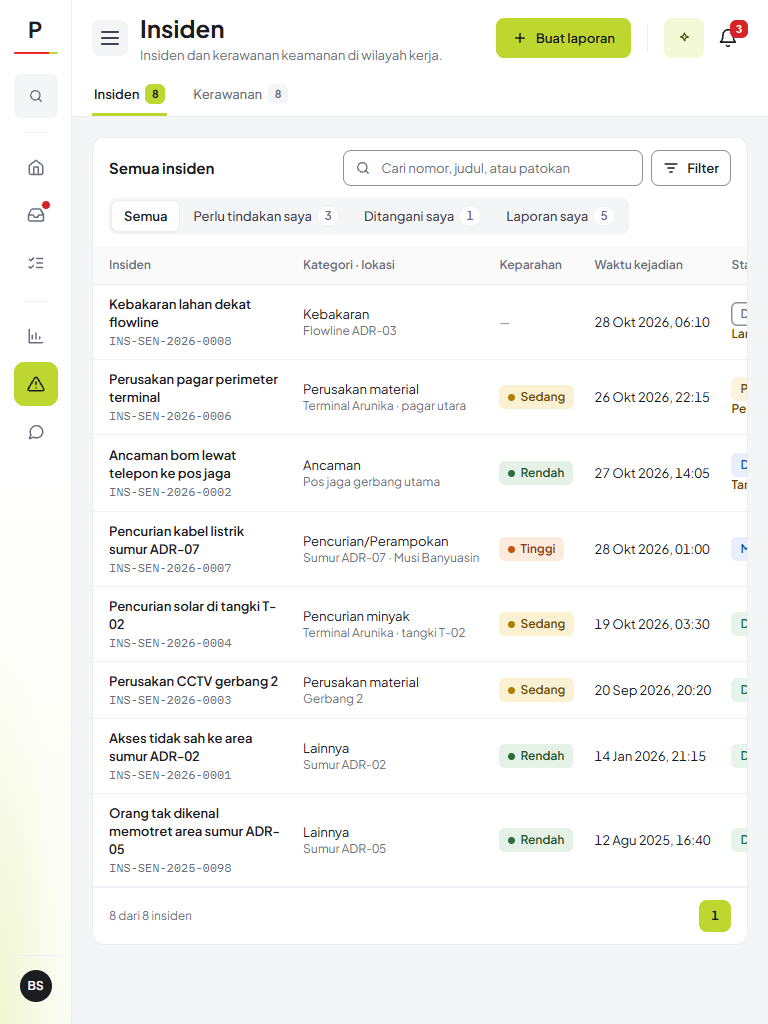 P
Insiden
Insiden dan kerawanan keamanan di wilayah kerja.
Buat laporan
3
Insiden 8
Kerawanan 8
Semua insiden
Cari nomor, judul, atau patokan
Filter
Semua
Perlu tindakan saya 3
Ditangani saya 1
Laporan saya 5
Insiden Kategori · lokasi Keparahan Waktu kejadian
Kebakaran lahan dekat
flowline
INS-SEN-2026-0008
Kebakaran
Flowline ADR-03
—
28 Okt 2026, 06:10
Perusakan pagar perimeter
terminal
INS-SEN-2026-0006
Perusakan material
Terminal Arunika · pagar utara
Sedang
26 Okt 2026, 22:15
Ancaman bom lewat
telepon ke pos jaga
INS-SEN-2026-0002
Ancaman
Pos jaga gerbang utama
Rendah
27 Okt 2026, 14:05
Pencurian kabel listrik
sumur ADR-07
INS-SEN-2026-0007
Pencurian/Perampokan
Sumur ADR-07 · Musi Banyuasin
Tinggi
28 Okt 2026, 01:00
Pencurian solar di tangki T-
02
INS-SEN-2026-0004
Pencurian minyak
Terminal Arunika · tangki T-02
Sedang
19 Okt 2026, 03:30
Perusakan CCTV gerbang 2
INS-SEN-2026-0003
Perusakan material
Gerbang 2
Sedang
20 Sep 2026, 20:20
Akses tidak sah ke area
sumur ADR-02
INS-SEN-2026-0001
Lainnya
Sumur ADR-02
Rendah
14 Jan 2026, 21:15
Orang tak dikenal
memotret area sumur ADR-
05
INS-SEN-2025-0098
Lainnya
Sumur ADR-05
Rendah
12 Agu 2025, 16:40
8 dari 8 insiden
1
BS